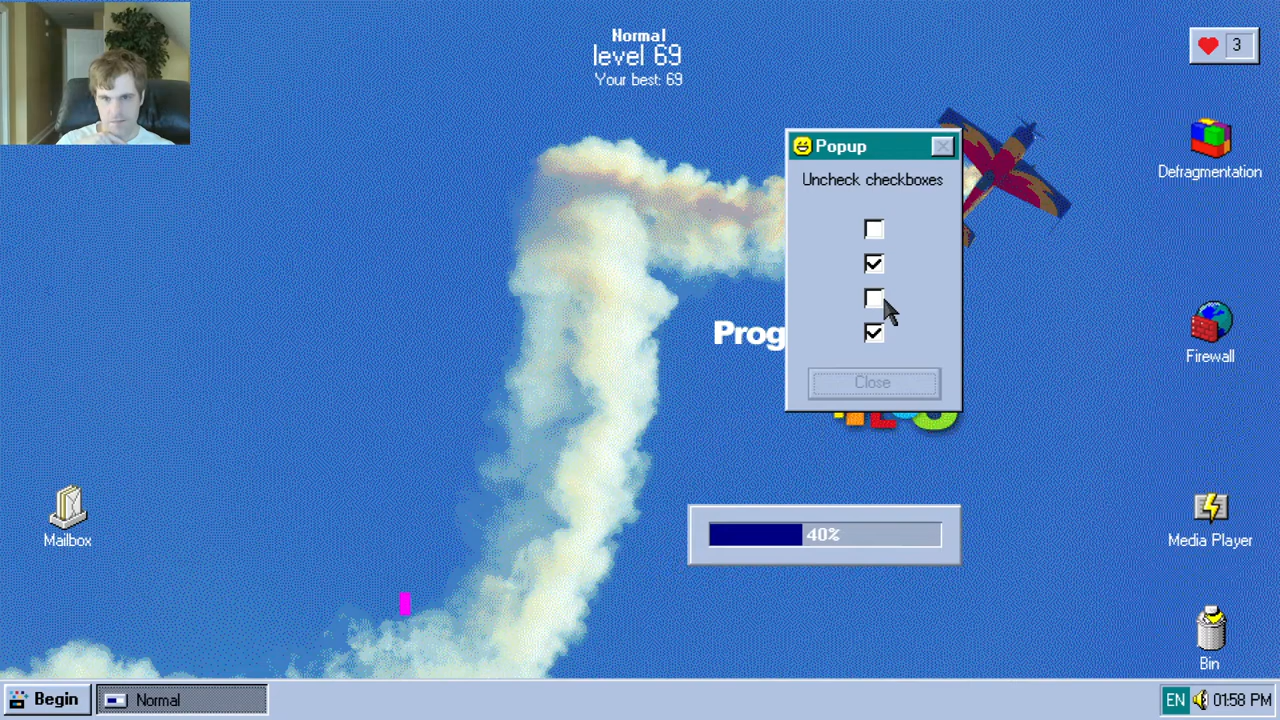 Normal
level 69
Your best: 69
3
Popup
Uncheck checkboxes
Close
Prog
40%
Defragmentation
Firewall
Media Player
Bin
Mailbox
Begin
Normal
EN
01:58 PM